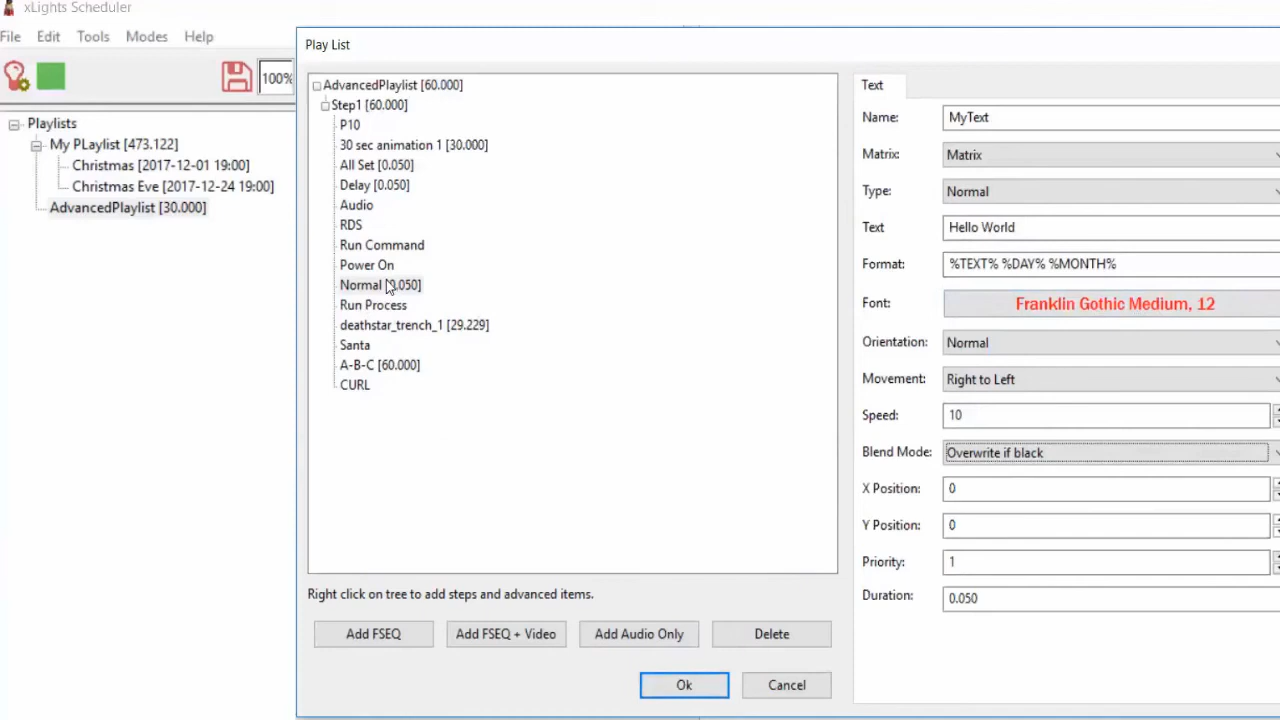 xLights Scheduler
File Edit Tools Modes Help
100%
Playlists
My PLaylist [473.122]
Christmas [2017-12-01 19:00]
Christmas Eve [2017-12-24 19:00]
AdvancedPlaylist [30.000]
Play List
AdvancedPlaylist [60.000]
Step1 [60.000]
P10
30 sec animation 1 [30.000]
All Set [0.050]
Delay [0.050]
Audio
RDS
Run Command
Power On
Normal [0.050]
Run Process
deathstar_trench_1 [29.229]
Santa
A-B-C [60.000]
CURL
Right click on tree to add steps and advanced items.
Add FSEQ Add FSEQ + Video Add Audio Only Delete
Ok Cancel
Text
Name: MyText
Matrix: Matrix
Type: Normal
Text Hello World
Format: %TEXT% %DAY% %MONTH%
Font: Franklin Gothic Medium, 12
Orientation: Normal
Movement: Right to Left
Speed: 10
Blend Mode: Overwrite if black
X Position: 0
Y Position: 0
Priority: 1
Duration: 0.050